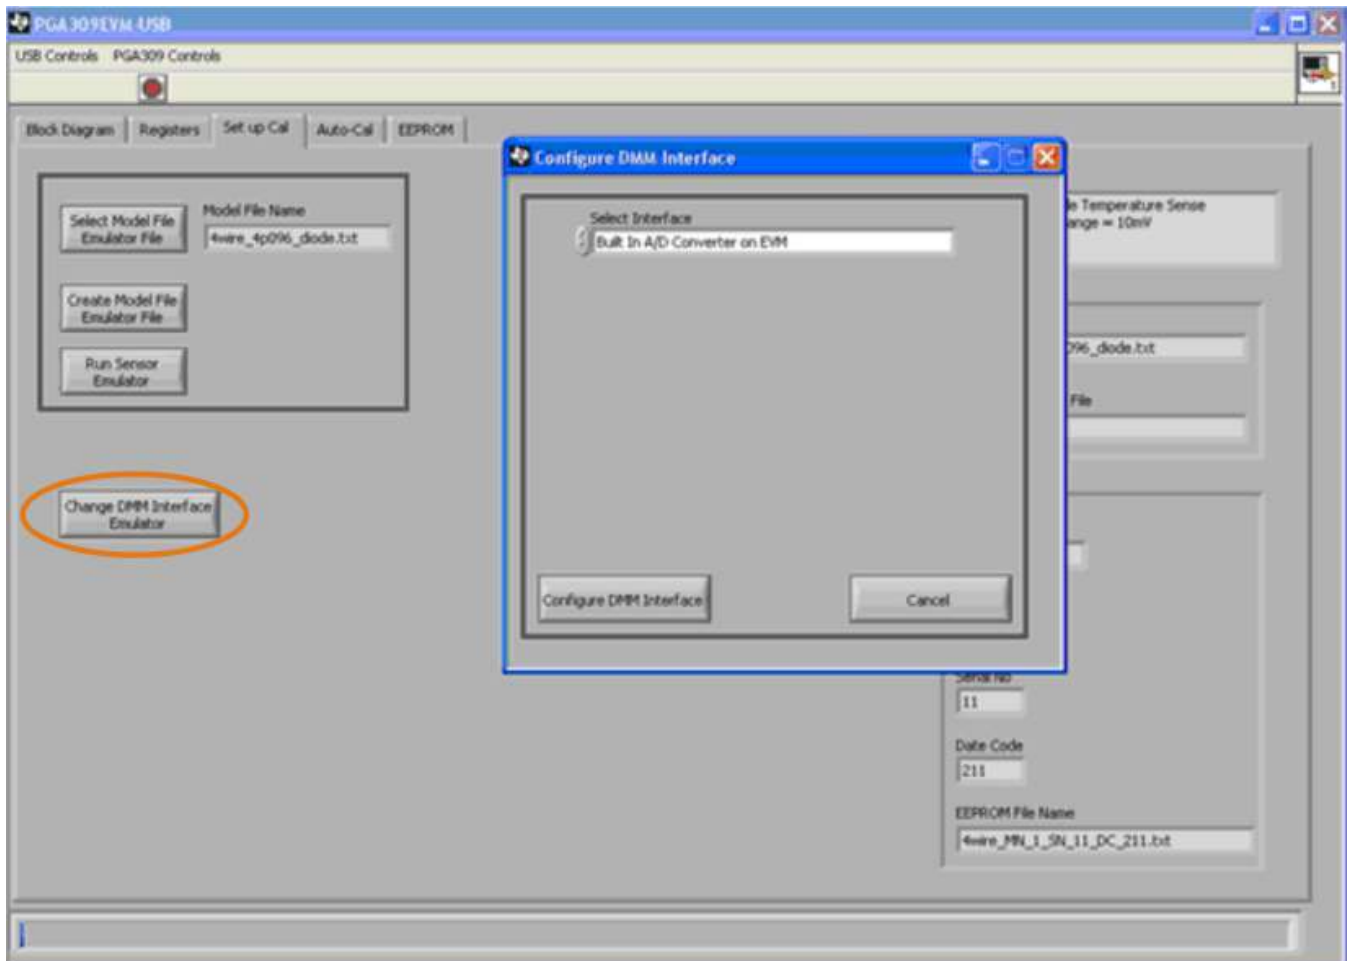 PGA309EVM-USB
USB Controls PGA309 Controls
Block Diagram
Registers
Set up Cal
Auto-Cal
EEPROM
Select Model File
Emulator File
Model File Name
4wire_4p096_diode.txt
Create Model File
Emulator File
Run Sensor
Emulator
Change DMM Interface
Emulator
Configure DMM Interface
Select Interface
Built In A/D Converter on EVM
Configure DMM Interface
Cancel
e Temperature Sense
ange = 10mV
096_diode.txt
File
Serial No
11
Date Code
211
EEPROM File Name
4wire_MN_1_SN_11_DC_211.txt